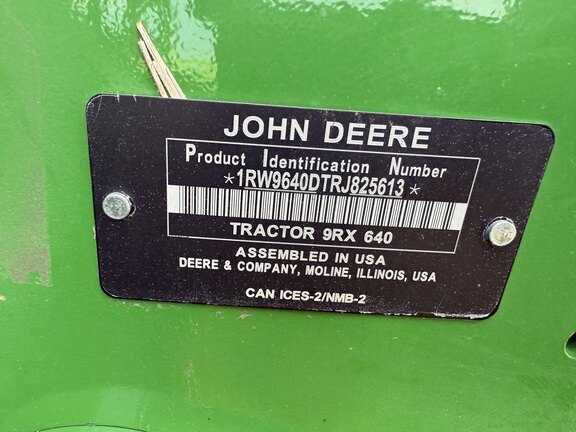 JOHN DEERE
Product Identification Number
*1RW9640DTRJ825613*
TRACTOR 9RX 640
ASSEMBLED IN USA
DEERE & COMPANY, MOLINE, ILLINOIS, USA
CAN ICES-2/NMB-2